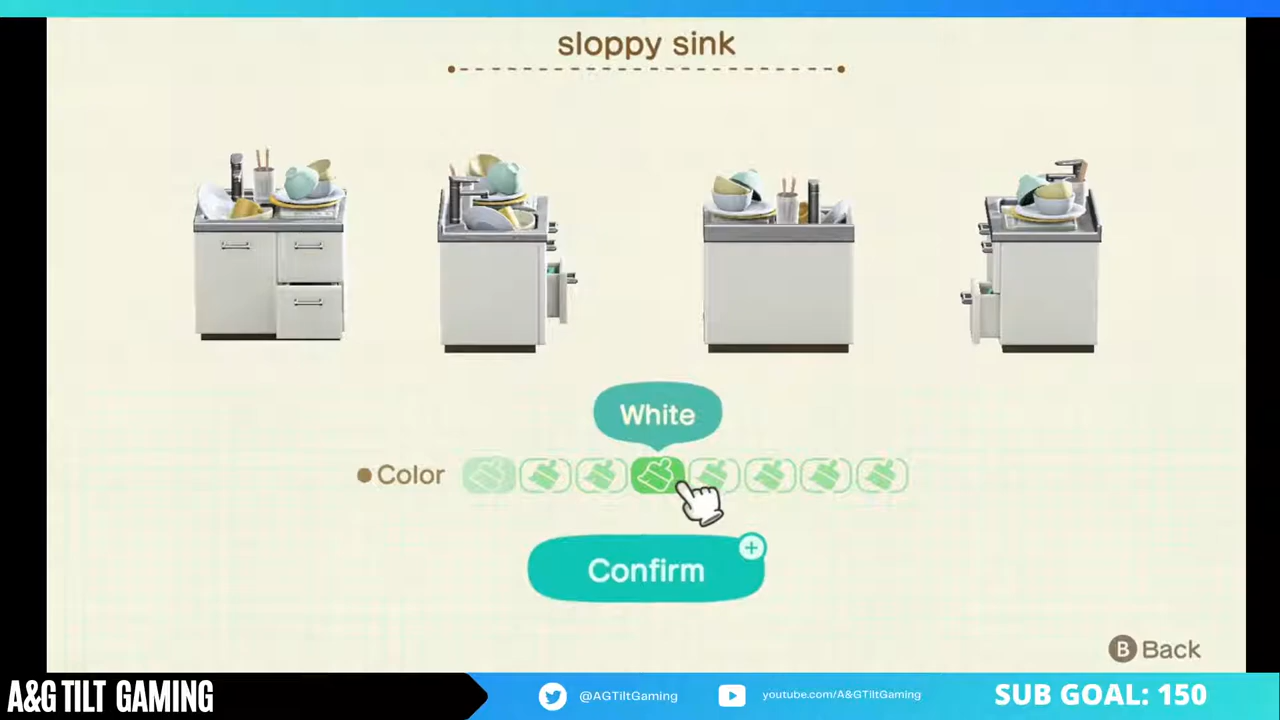 sloppy sink
White
Color
Confirm
B Back
A&G TILT GAMING
@AGTiltGaming
youtube.com/A&GTiltGaming
SUB GOAL: 150